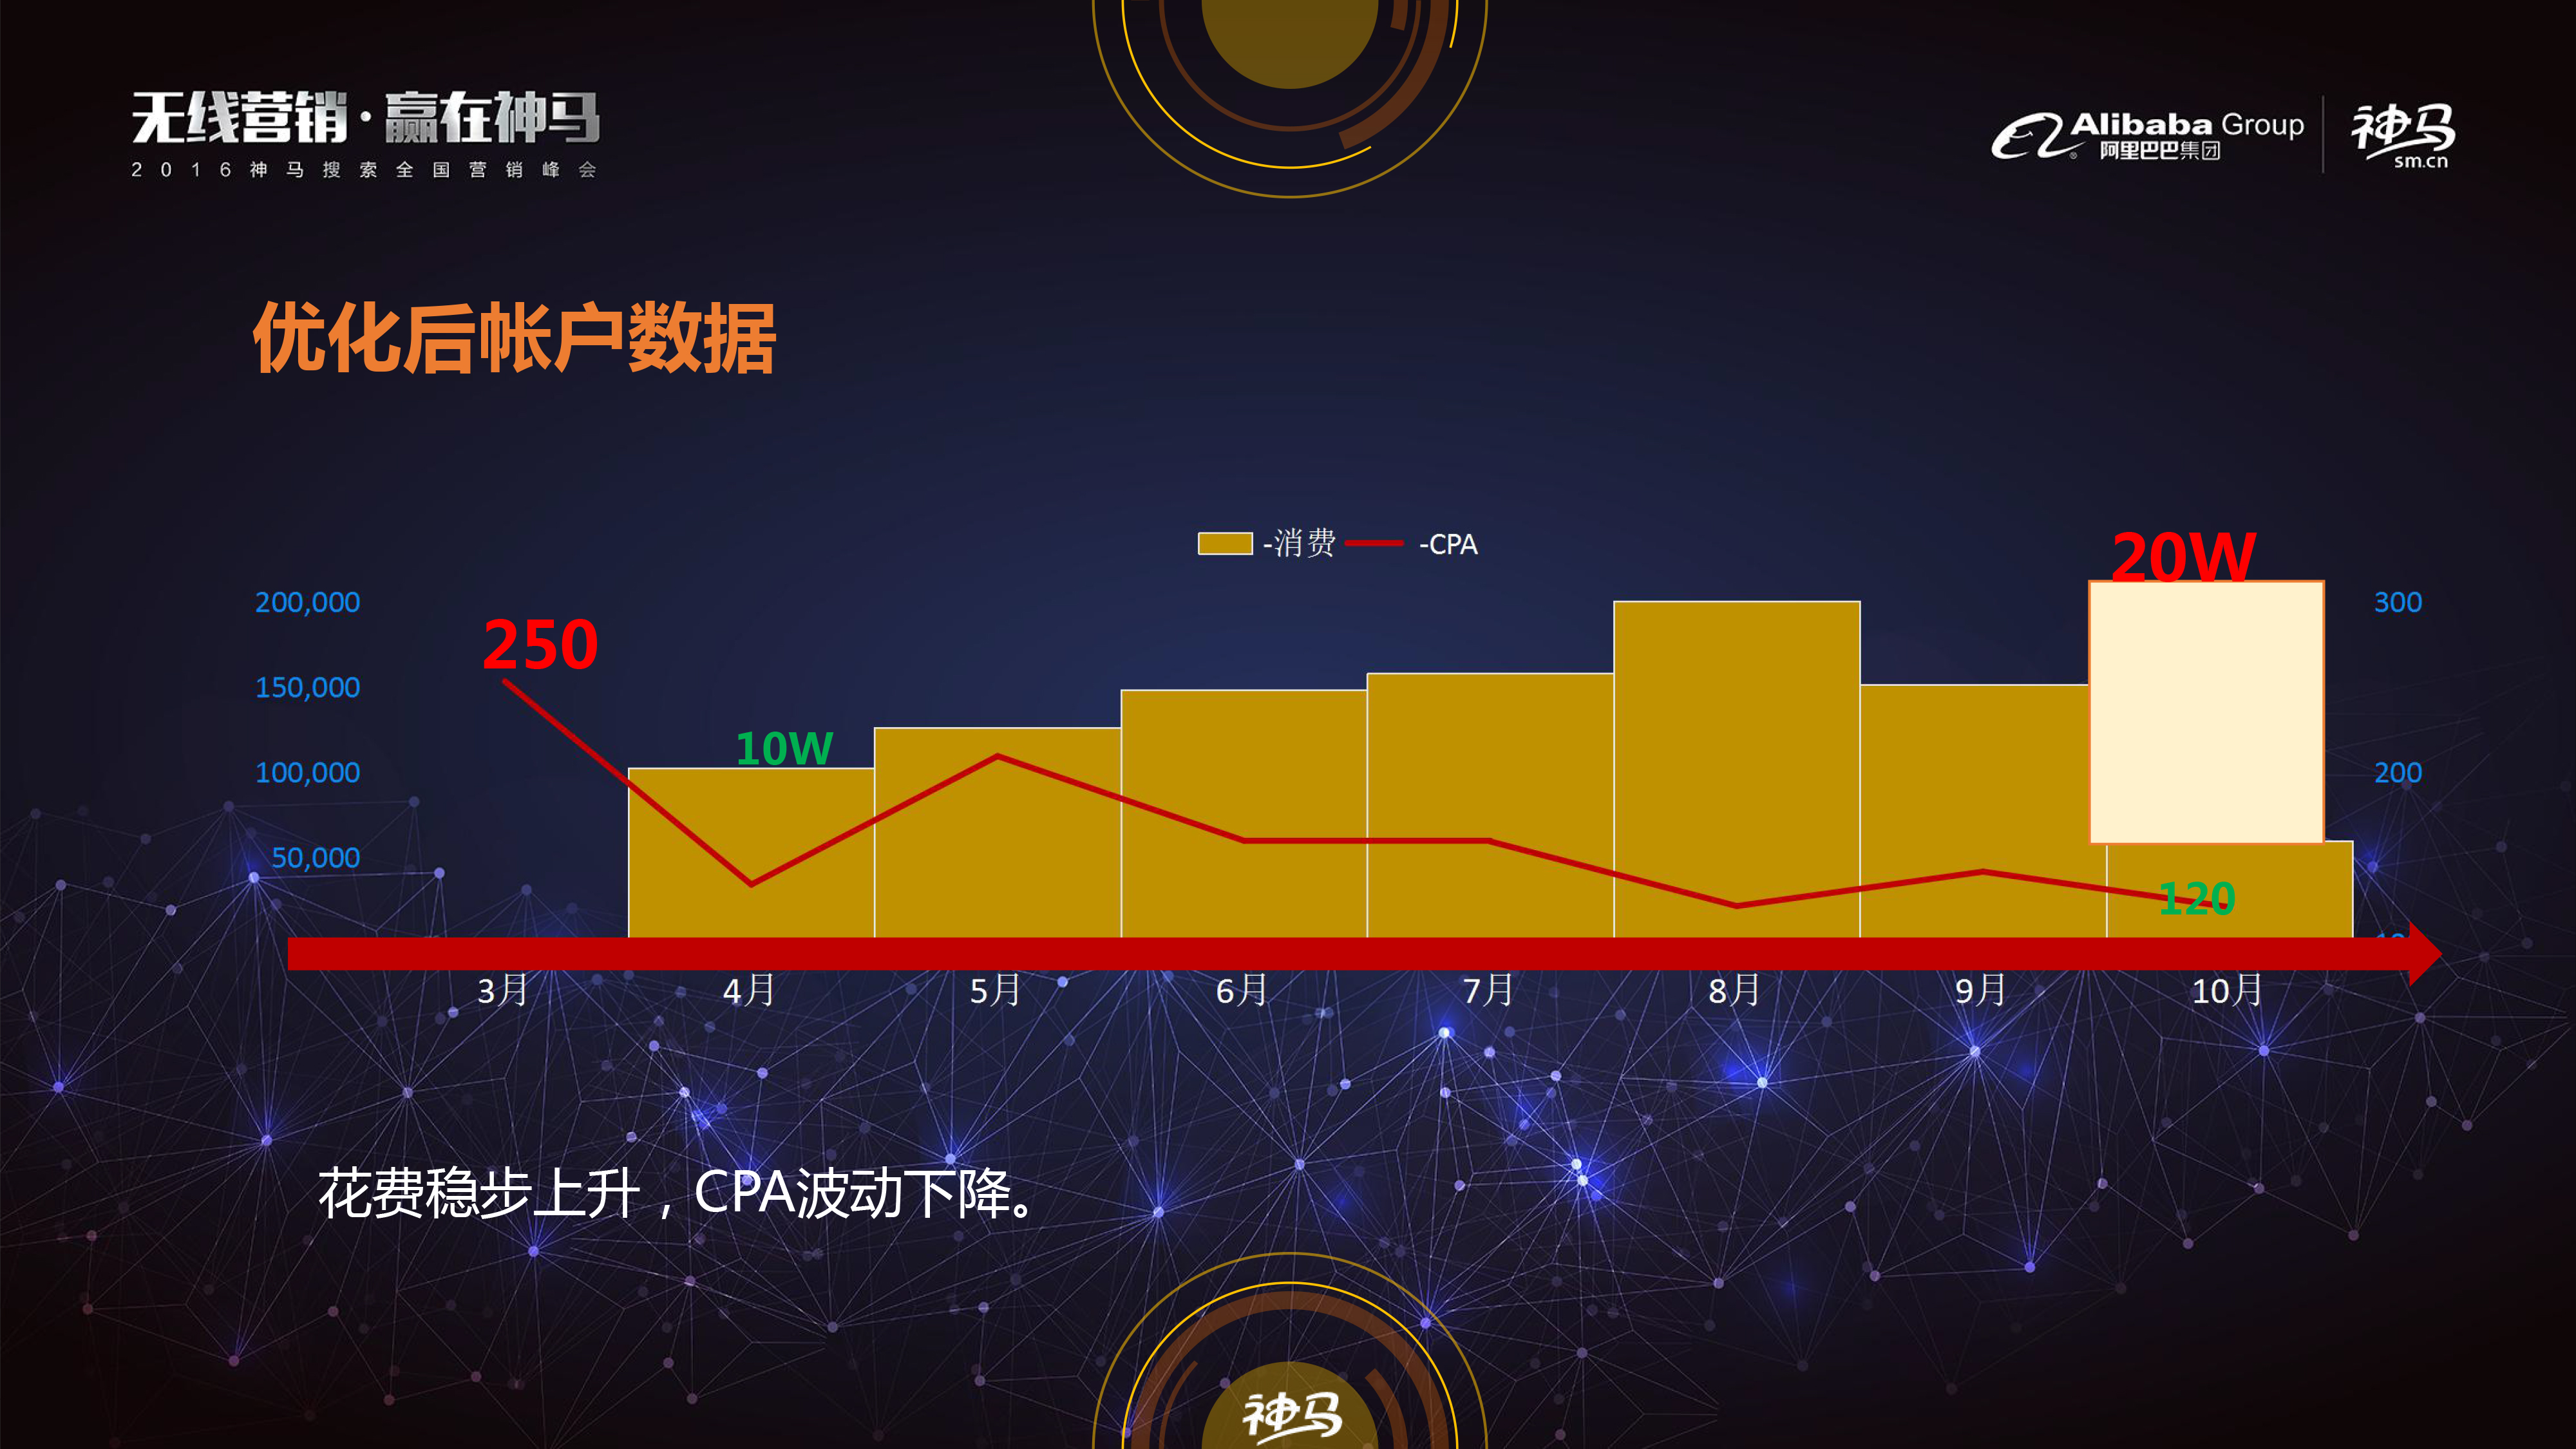 无线营销·赢在神马
2016神马搜索全国营销峰会
Alibaba Group
阿里巴巴集团
神马
sm.cn
优化后帐户数据
-消费 -CPA
20W
200,000
300
250
150,000
10W
100,000
200
50,000
120
3月 4月 5月 6月 7月 8月 9月 10月
花费稳步上升，CPA波动下降。
神马